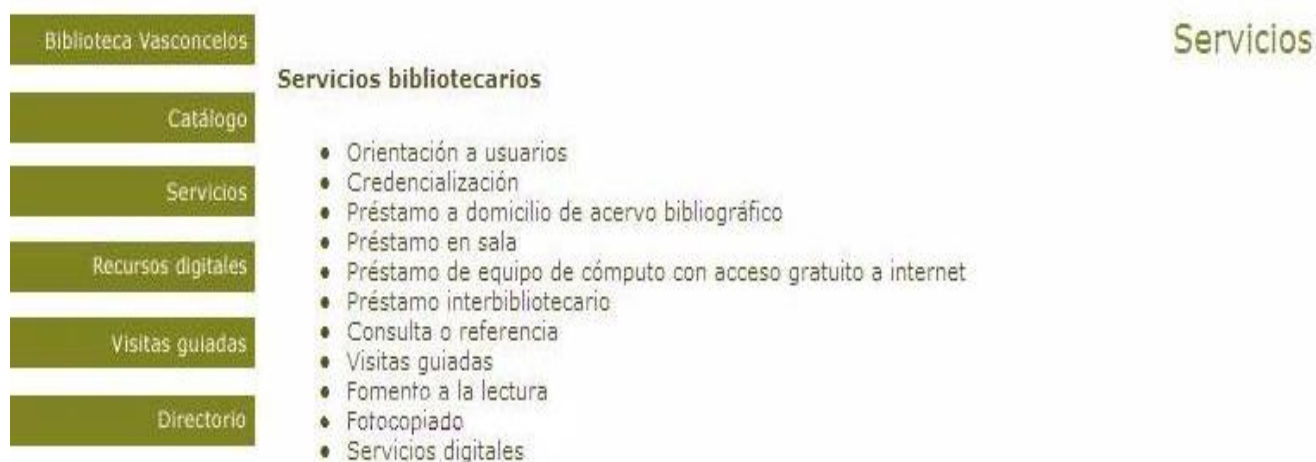 Biblioteca Vasconcelos
Catálogo
Servicios
Recursos digitales
Visitas guiadas
Directorio
Servicios
Servicios bibliotecarios
• Orientación a usuarios
• Credencialización
• Préstamo a domicilio de acervo bibliográfico
• Préstamo en sala
• Préstamo de equipo de cómputo con acceso gratuito a internet
• Préstamo interbibliotecario
• Consulta o referencia
• Visitas guiadas
• Fomento a la lectura
• Fotocopiado
• Servicios digitales